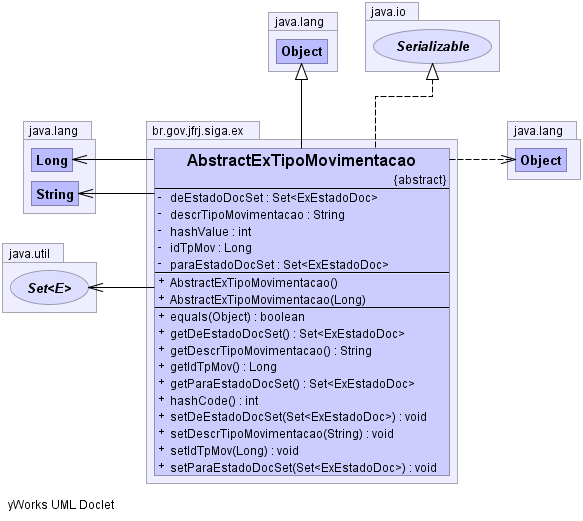 java.lang
Object
java.io
Serializable
java.lang
Long
String
java.util
Set<E>
br.gov.jfrj.siga.ex
AbstractExTipoMovimentacao
{abstract}
- deEstadoDocSet : Set<ExEstadoDoc>
- descrTipoMovimentacao : String
- hashValue : int
- idTpMov : Long
- paraEstadoDocSet : Set<ExEstadoDoc>
+ AbstractExTipoMovimentacao()
+ AbstractExTipoMovimentacao(Long)
+ equals(Object) : boolean
+ getDeEstadoDocSet() : Set<ExEstadoDoc>
+ getDescrTipoMovimentacao() : String
+ getIdTpMov() : Long
+ getParaEstadoDocSet() : Set<ExEstadoDoc>
+ hashCode() : int
+ setDeEstadoDocSet(Set<ExEstadoDoc>) : void
+ setDescrTipoMovimentacao(String) : void
+ setIdTpMov(Long) : void
+ setParaEstadoDocSet(Set<ExEstadoDoc>) : void
java.lang
Object
yWorks UML Doclet